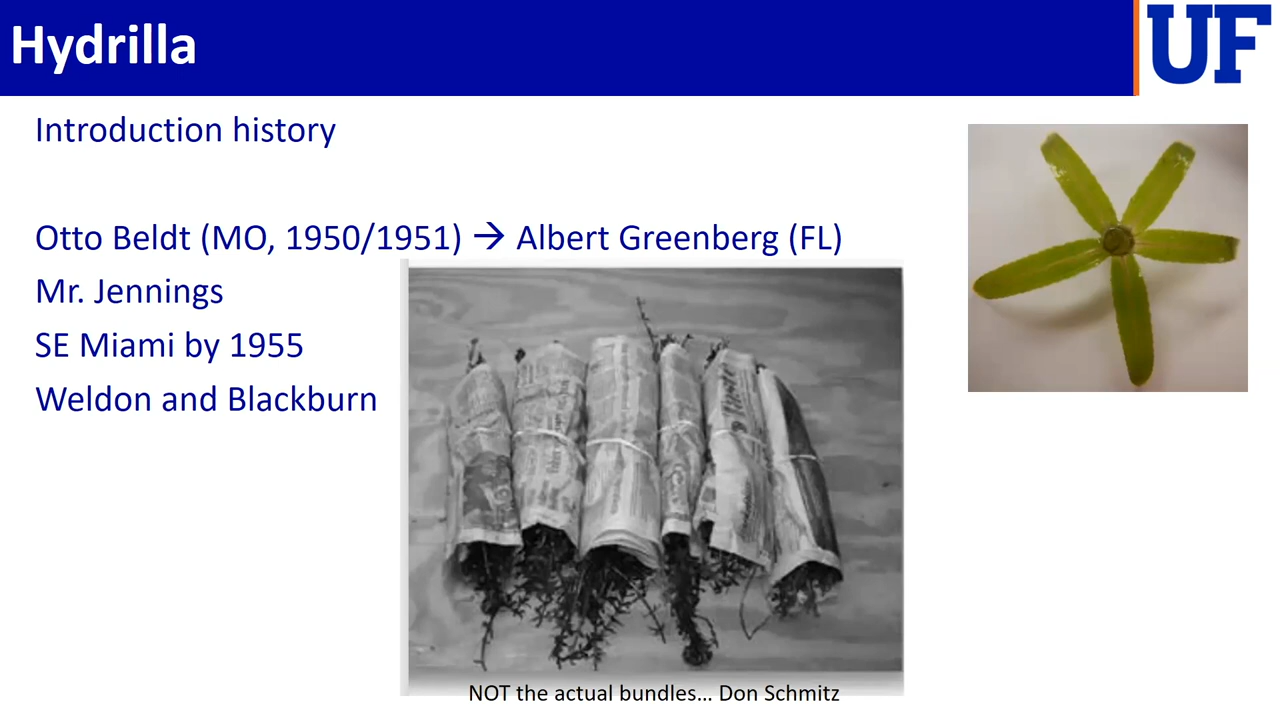 Hydrilla
UF
Introduction history
Otto Beldt (MO, 1950/1951) → Albert Greenberg (FL)
Mr. Jennings
SE Miami by 1955
Weldon and Blackburn
NOT the actual bundles... Don Schmitz